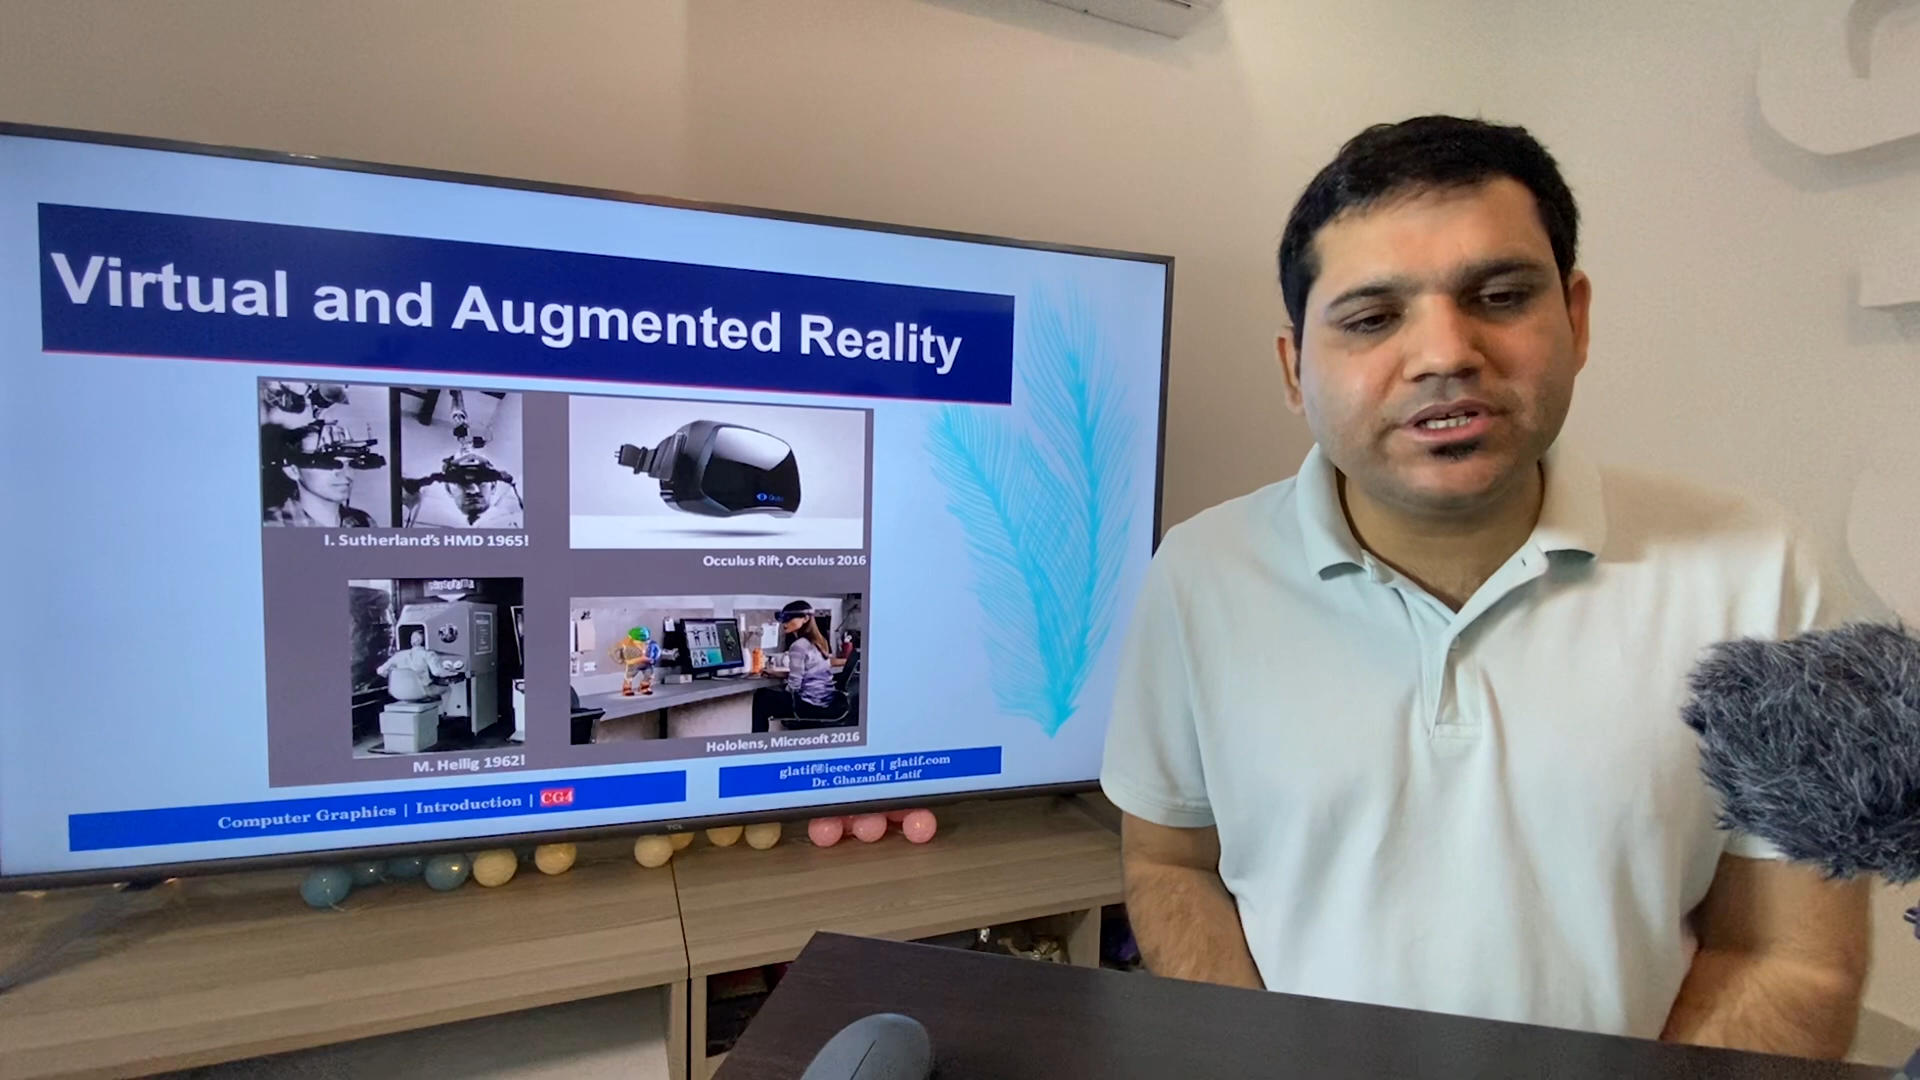 Virtual and Augmented Reality
I. Sutherland's HMD 1965!
Occulus Rift, Occulus 2016
M. Heilig 1962!
Hololens, Microsoft 2016
Computer Graphics | Introduction | CG4
glatif@ieee.org | glatif.com
Dr. Ghazanfar Latif
TCL